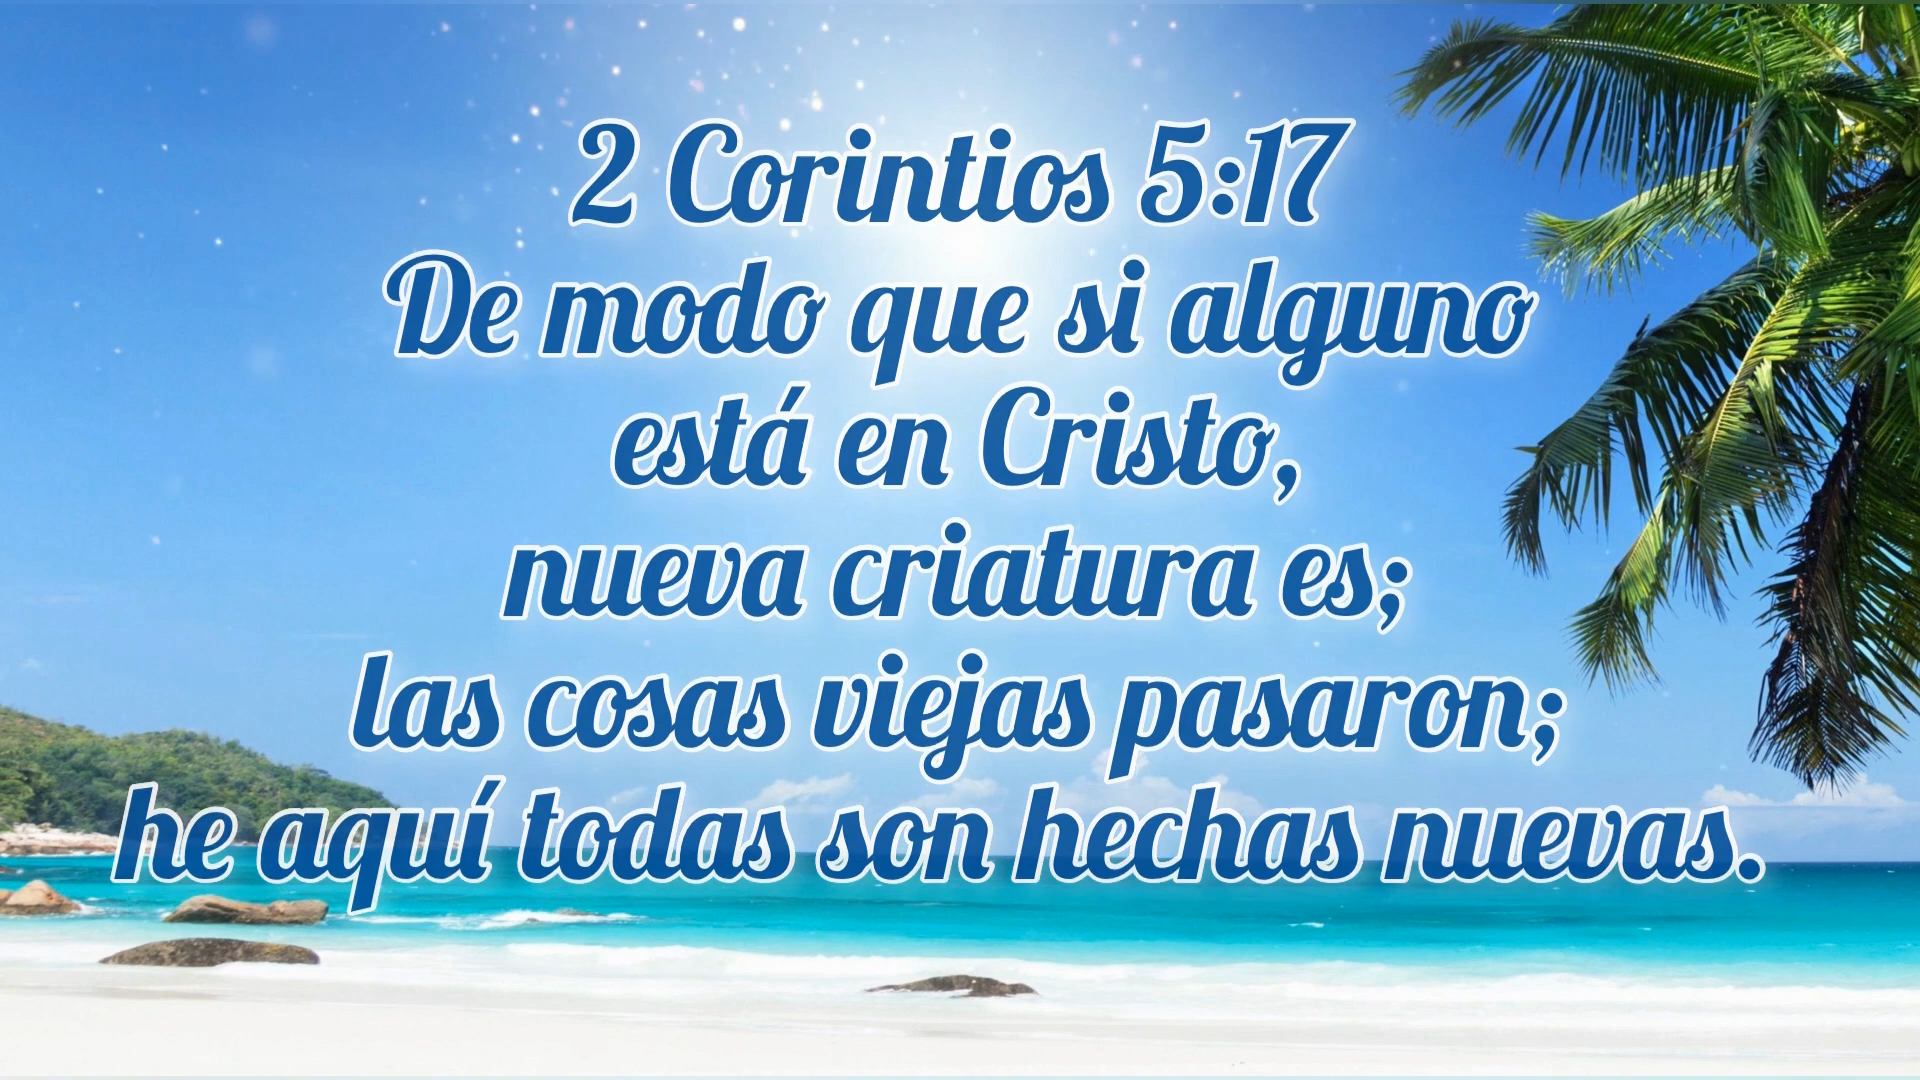 2 Corintios 5:17
De modo que si alguno
está en Cristo,
nueva criatura es;
las cosas viejas pasaron;
he aquí todas son hechas nuevas.